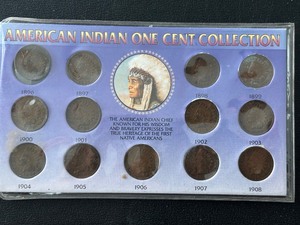 AMERICAN INDIAN ONE CENT COLLECTION
1896 1897 1898 1899
THE AMERICAN INDIAN CHIEF
KNOWN FOR HIS WISDOM
AND BRAVERY EXPRESSES THE
TRUE HERITAGE OF THE FIRST
NATIVE AMERICANS
1900 1901 1902 1903
1904 1905 1906 1907 1908